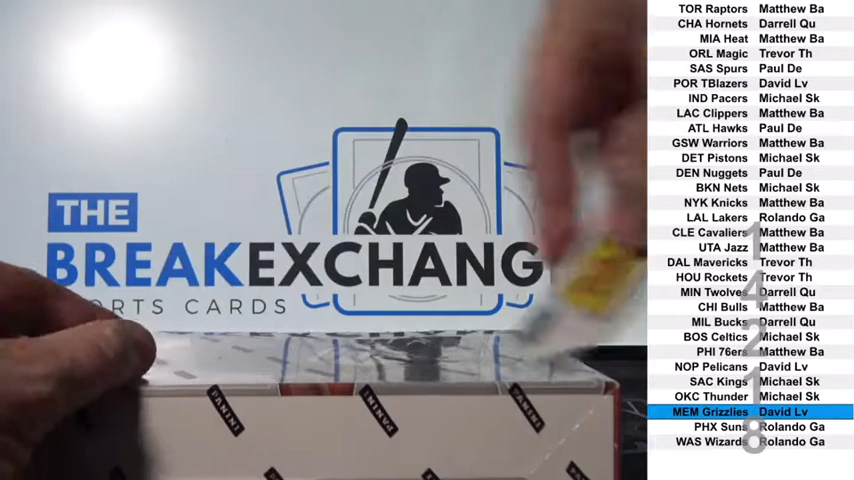 THE
BREAKEXCHANG
ORTS CARDS
PANINI
PANINI
PANINI
TOR Raptors Matthew Ba
CHA Hornets Darrell Qu
MIA Heat Matthew Ba
ORL Magic Trevor Th
SAS Spurs Paul De
POR TBlazers David Lv
IND Pacers Michael Sk
LAC Clippers Matthew Ba
ATL Hawks Paul De
GSW Warriors Matthew Ba
DET Pistons Michael Sk
DEN Nuggets Paul De
BKN Nets Michael Sk
NYK Knicks Matthew Ba
LAL Lakers Rolando Ga
CLE Cavaliers Matthew Ba
UTA Jazz Matthew Ba
DAL Mavericks Trevor Th
HOU Rockets Trevor Th
MIN Twolves Darrell Qu
CHI Bulls Matthew Ba
MIL Bucks Darrell Qu
BOS Celtics Michael Sk
PHI 76ers Matthew Ba
NOP Pelicans David Lv
SAC Kings Michael Sk
OKC Thunder Michael Sk
MEM Grizzlies David Lv
PHX Suns Rolando Ga
WAS Wizards Rolando Ga
1
4
2
1
8